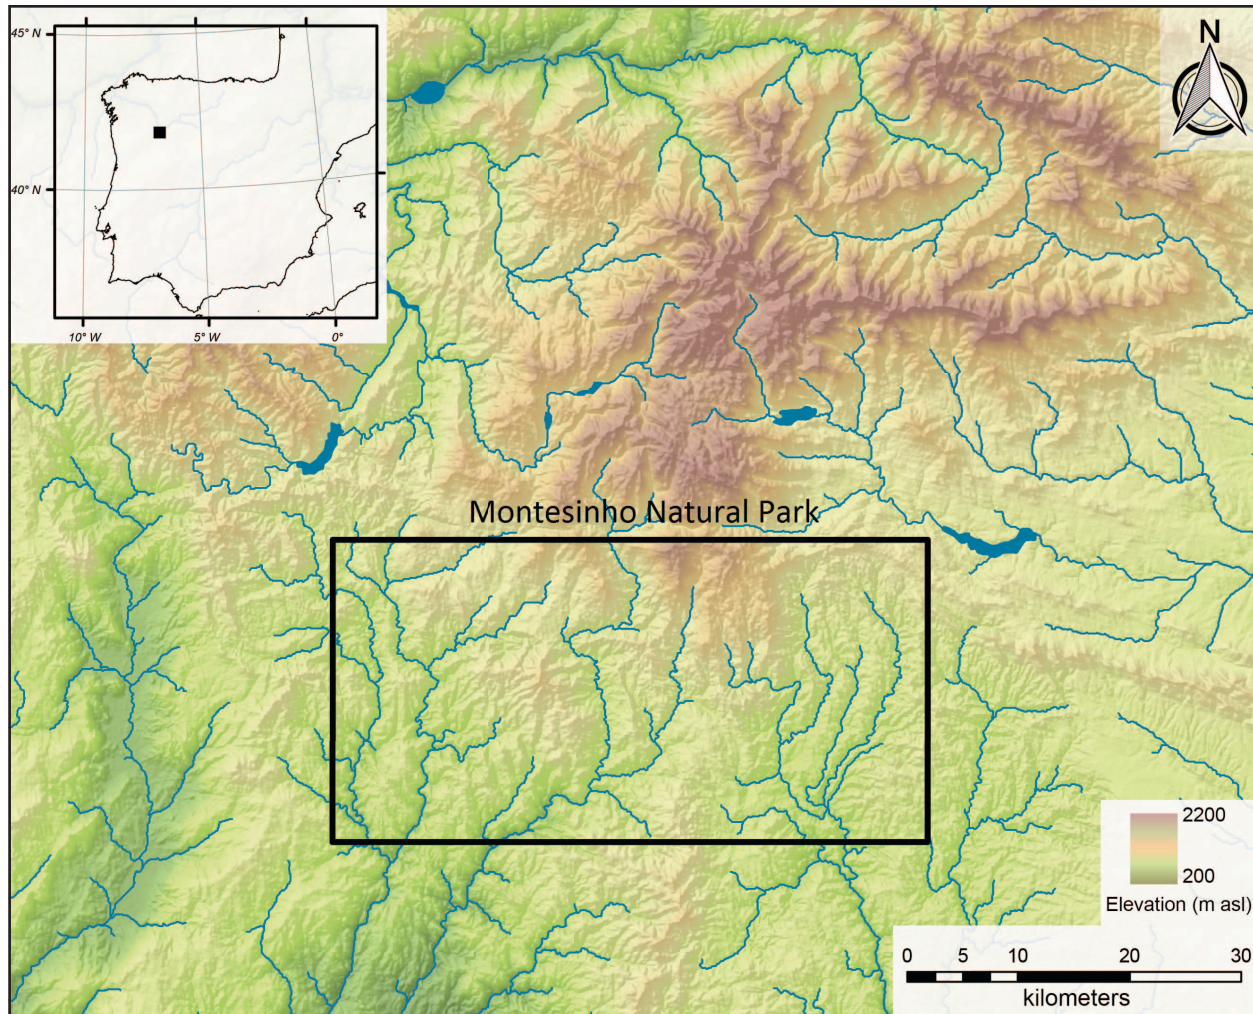 45° N
40° N
10° W
5° W
0°
N
Montesinho Natural Park
2200
200
Elevation (m asl)
0 5 10 20 30
kilometers